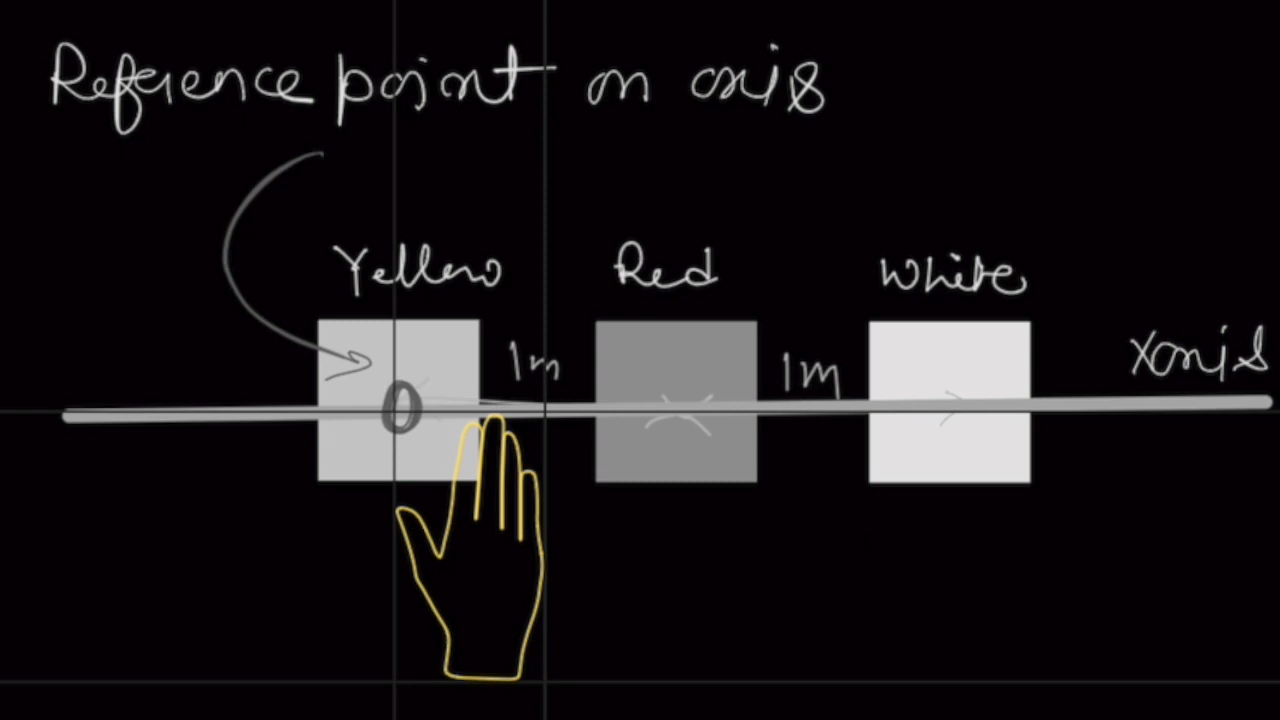 Reference point on axis
Yellow Red White
1m 1m X axis
0